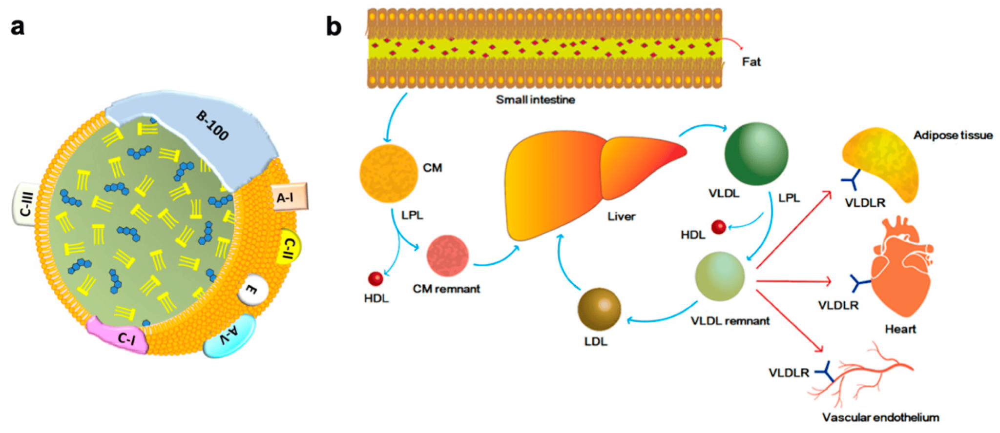 a
B-100
C-III
A-I
C-II
E
A-V
C-I
b
Fat
Small intestine
CM
LPL
HDL
CM remnant
Liver
VLDL
LPL
HDL
VLDL remnant
LDL
Adipose tissue
VLDLR
VLDLR
Heart
VLDLR
Vascular endothelium